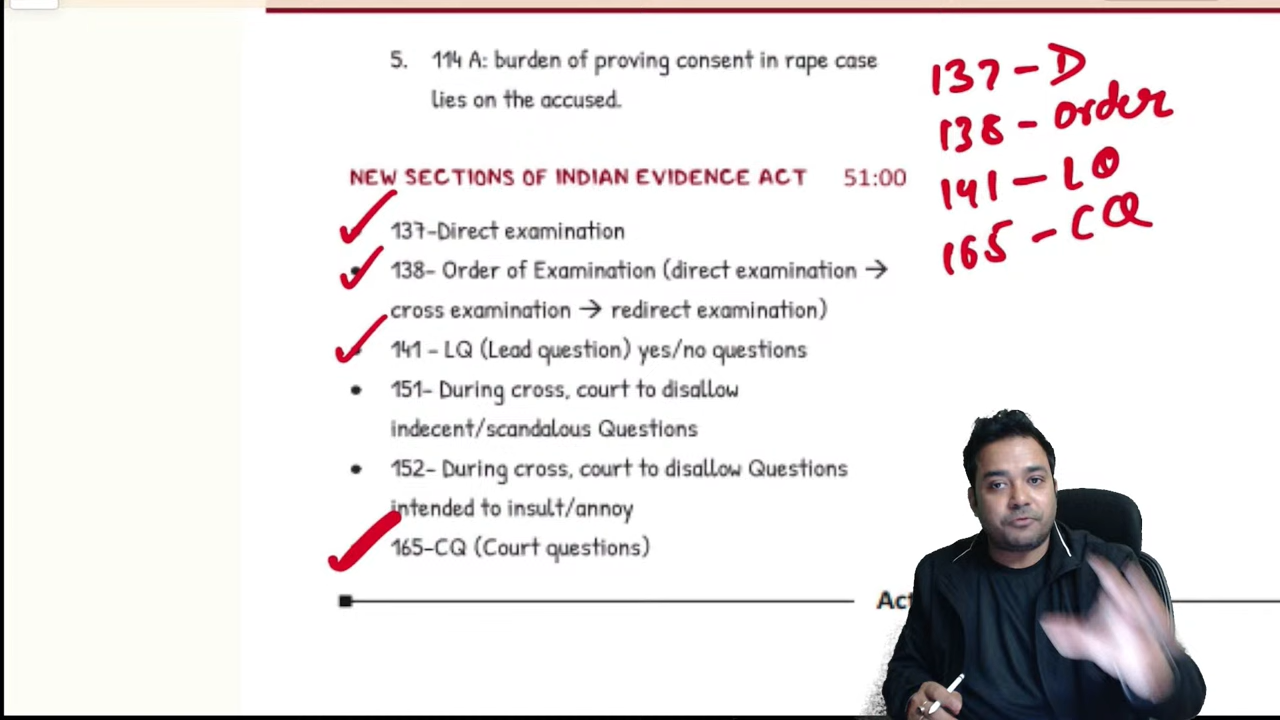 5. 114 A: burden of proving consent in rape case
lies on the accused.
NEW SECTIONS OF INDIAN EVIDENCE ACT 51:00
137-Direct examination
138- Order of Examination (direct examination →
cross examination → redirect examination)
141 - LQ (Lead question) yes/no questions
• 151- During cross, court to disallow
indecent/scandalous Questions
• 152- During cross, court to disallow Questions
intended to insult/annoy
165-CQ (Court questions)
137 - D
138 - order
141 - LQ
165 - CQ